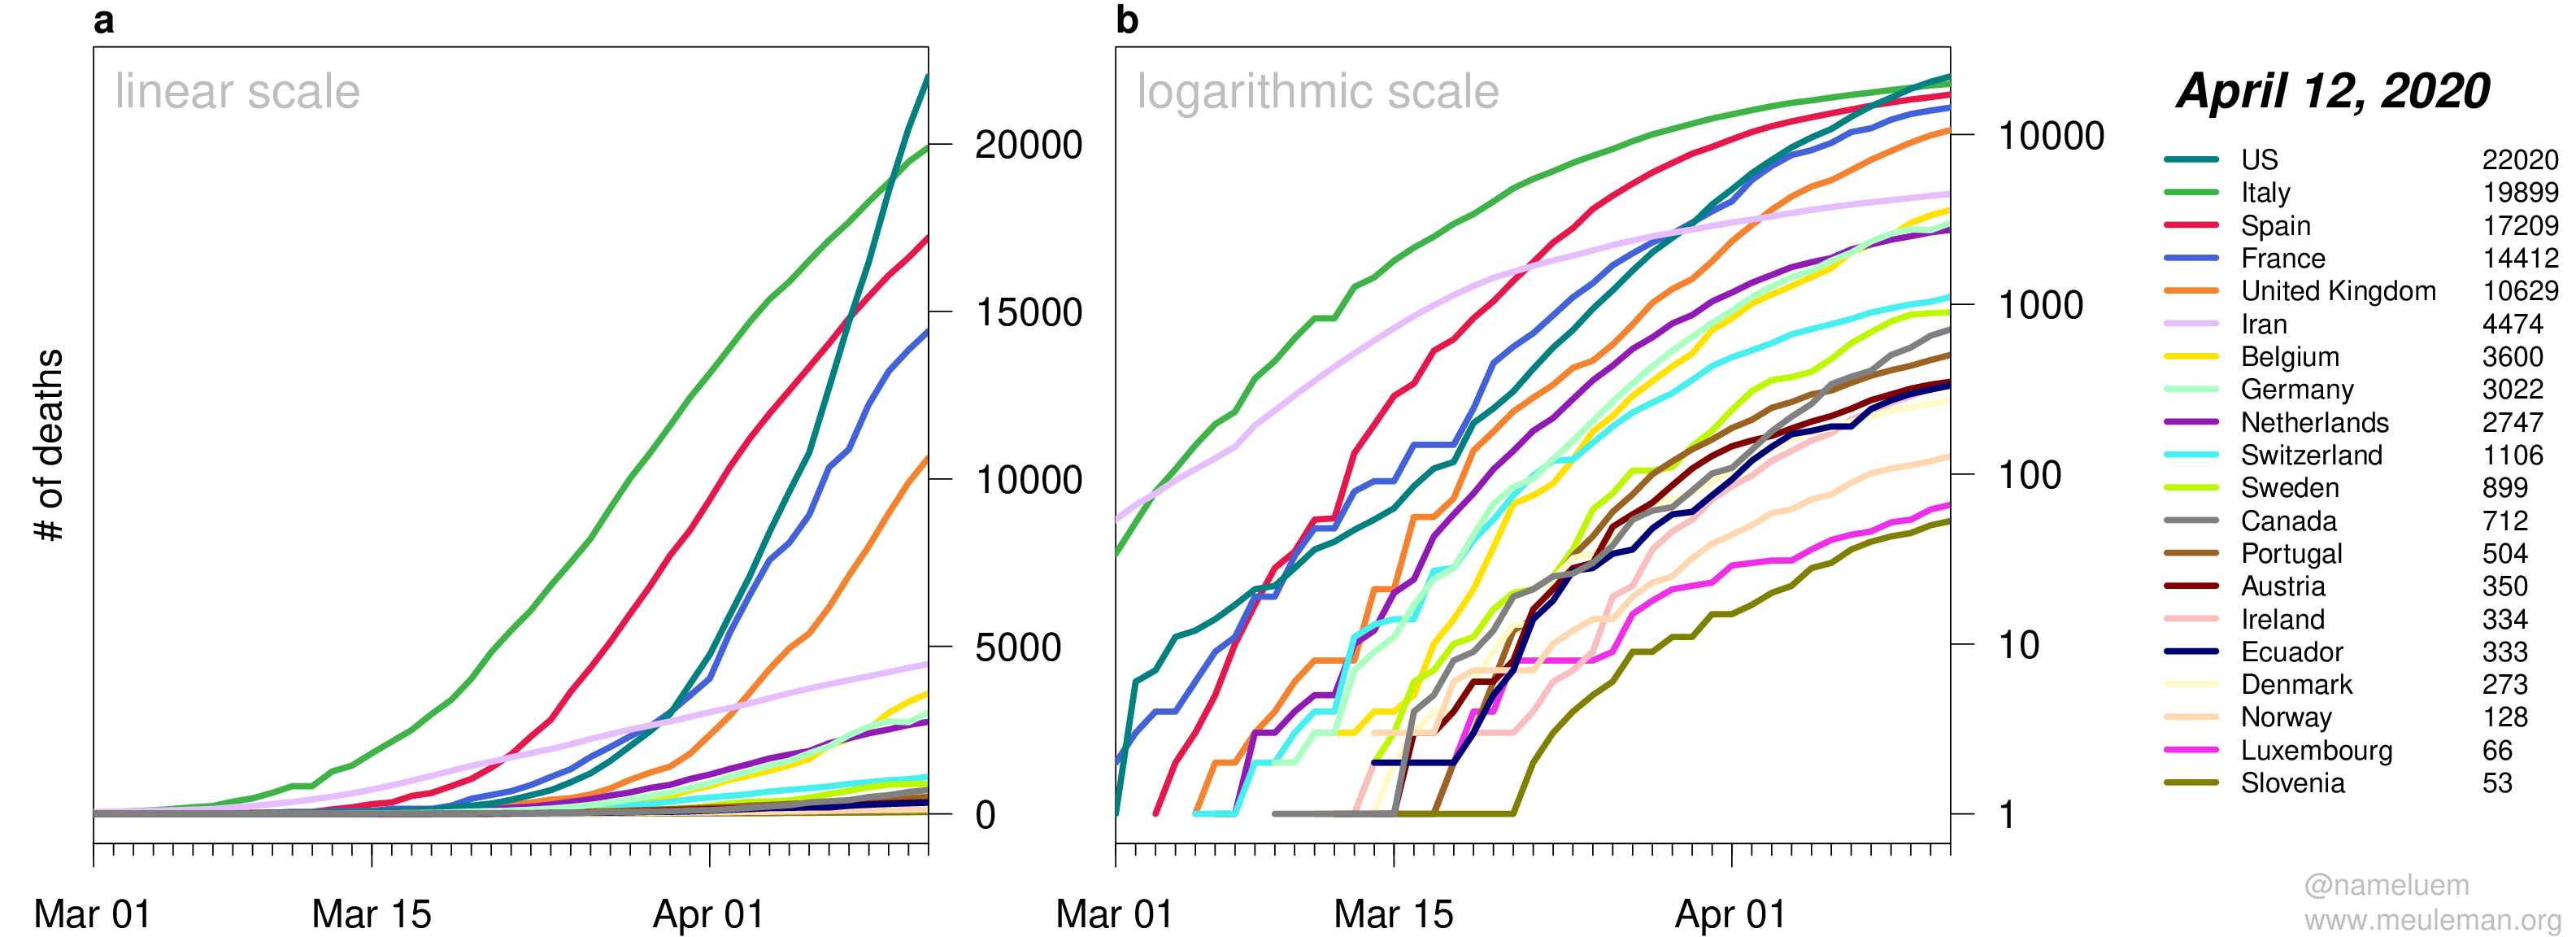 a
linear scale
# of deaths
20000
15000
10000
5000
0
Mar 01 Mar 15 Apr 01
b
logarithmic scale
10000
1000
100
10
1
Mar 01 Mar 15 Apr 01
April 12, 2020
US 22020
Italy 19899
Spain 17209
France 14412
United Kingdom 10629
Iran 4474
Belgium 3600
Germany 3022
Netherlands 2747
Switzerland 1106
Sweden 899
Canada 712
Portugal 504
Austria 350
Ireland 334
Ecuador 333
Denmark 273
Norway 128
Luxembourg 66
Slovenia 53
@nameluem
www.meuleman.org